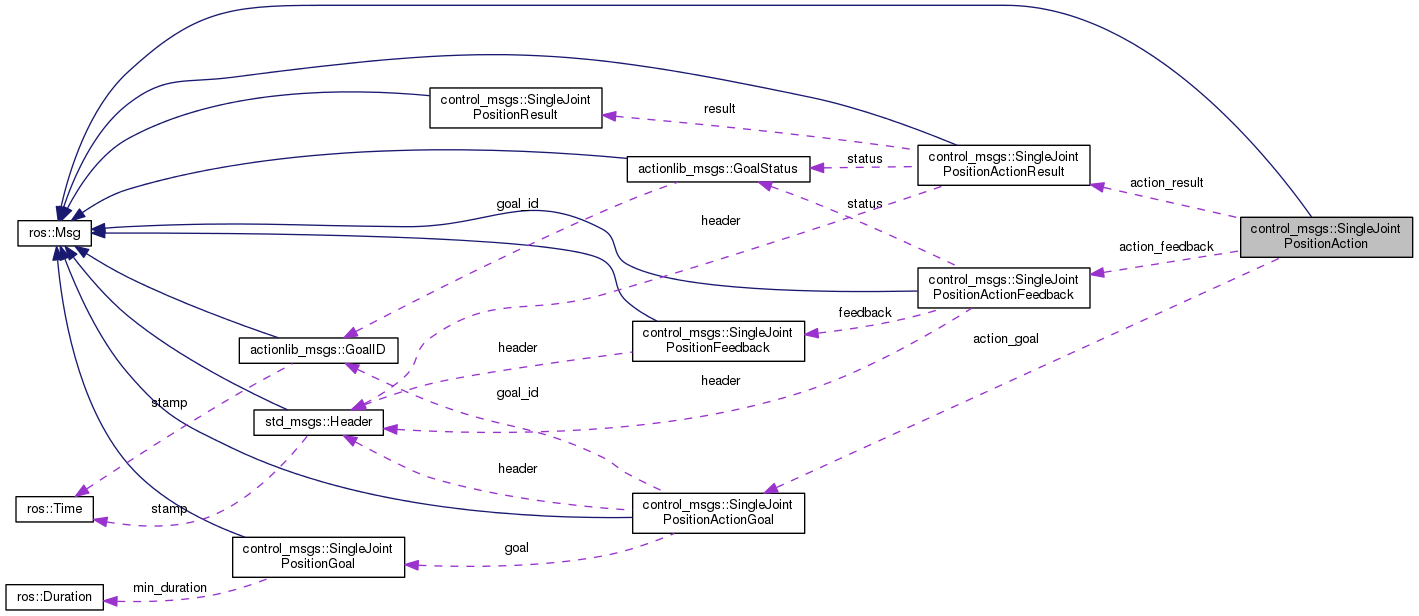 control_msgs::SingleJoint
PositionResult
result
control_msgs::SingleJoint
PositionActionResult
status
actionlib_msgs::GoalStatus
action_result
goal_id
status
header
ros::Msg
control_msgs::SingleJoint
PositionAction
action_feedback
control_msgs::SingleJoint
PositionActionFeedback
feedback
control_msgs::SingleJoint
PositionFeedback
action_goal
actionlib_msgs::GoalID
header
header
goal_id
stamp
std_msgs::Header
header
control_msgs::SingleJoint
PositionActionGoal
ros::Time
stamp
goal
control_msgs::SingleJoint
PositionGoal
min_duration
ros::Duration